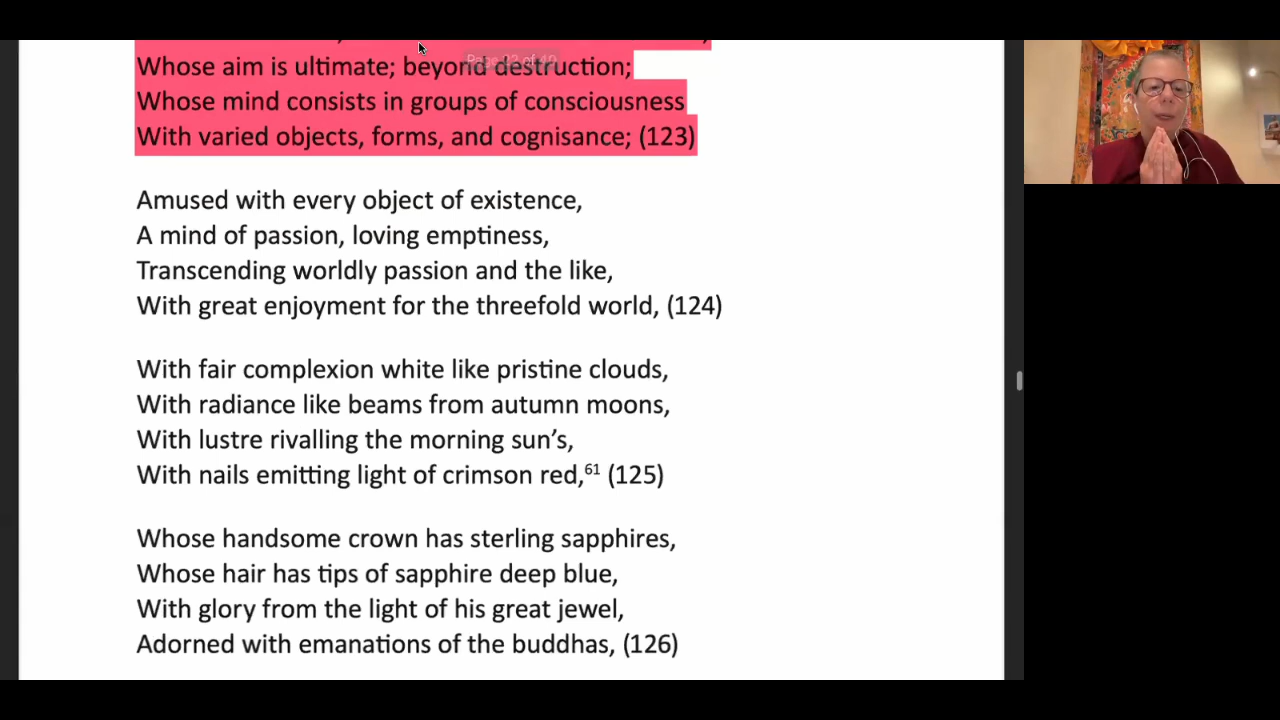 Whose aim is ultimate; beyond destruction;
Whose mind consists in groups of consciousness
With varied objects, forms, and cognisance; (123)
Amused with every object of existence,
A mind of passion, loving emptiness,
Transcending worldly passion and the like,
With great enjoyment for the threefold world, (124)
With fair complexion white like pristine clouds,
With radiance like beams from autumn moons,
With lustre rivalling the morning sun’s,
With nails emitting light of crimson red,⁶¹ (125)
Whose handsome crown has sterling sapphires,
Whose hair has tips of sapphire deep blue,
With glory from the light of his great jewel,
Adorned with emanations of the buddhas, (126)